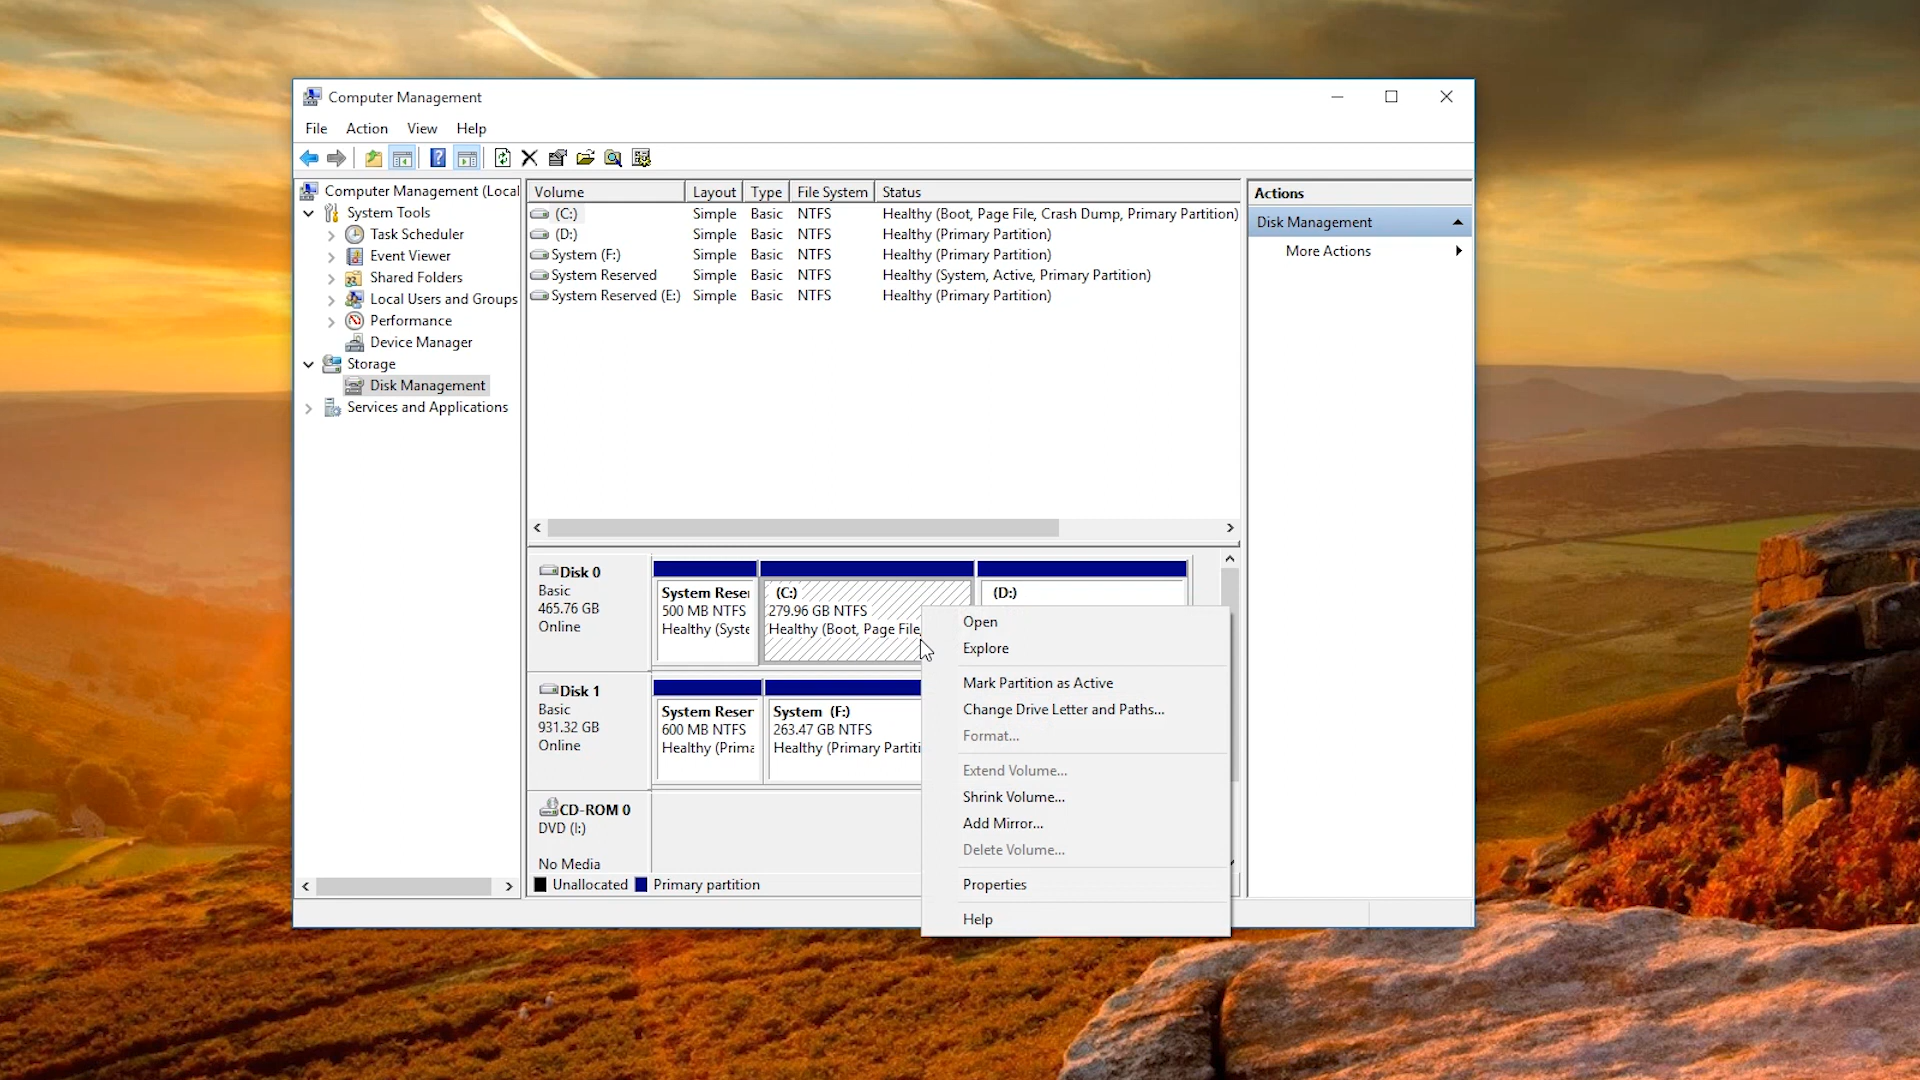 Computer Management
File Action View Help
Computer Management (Local
System Tools
Task Scheduler
Event Viewer
Shared Folders
Local Users and Groups
Performance
Device Manager
Storage
Disk Management
Services and Applications
Volume Layout Type File System Status
(C:) Simple Basic NTFS Healthy (Boot, Page File, Crash Dump, Primary Partition)
(D:) Simple Basic NTFS Healthy (Primary Partition)
System (F:) Simple Basic NTFS Healthy (Primary Partition)
System Reserved Simple Basic NTFS Healthy (System, Active, Primary Partition)
System Reserved (E:) Simple Basic NTFS Healthy (Primary Partition)
Disk 0
Basic
465.76 GB
Online
System Reser
500 MB NTFS
Healthy (Syste
(C:)
279.96 GB NTFS
Healthy (Boot, Page File,
(D:)
Disk 1
Basic
931.32 GB
Online
System Reser
600 MB NTFS
Healthy (Prima
System (F:)
263.47 GB NTFS
Healthy (Primary Partiti
CD-ROM 0
DVD (I:)
No Media
Unallocated Primary partition
Open
Explore
Mark Partition as Active
Change Drive Letter and Paths...
Format...
Extend Volume...
Shrink Volume...
Add Mirror...
Delete Volume...
Properties
Help
Actions
Disk Management
More Actions